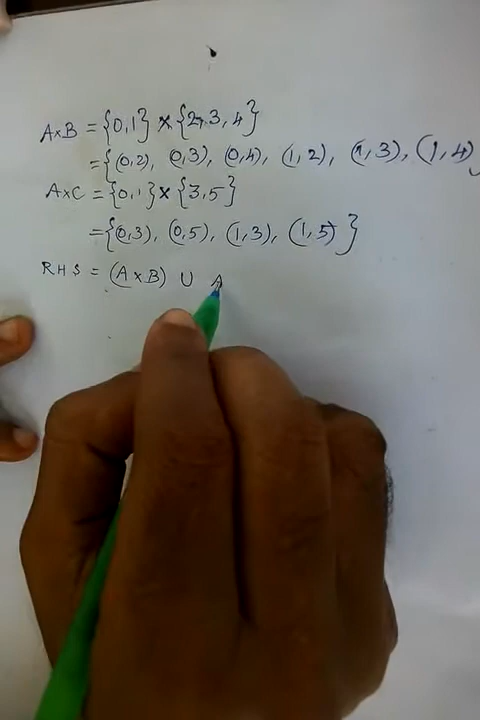 A×B = {0,1} × {2,3,4}
= {(0,2), (0,3), (0,4), (1,2), (1,3), (1,4)
A×C = {0,1} × {3,5}
= {(0,3), (0,5), (1,3), (1,5)}
RHS = (A×B) ∪ A